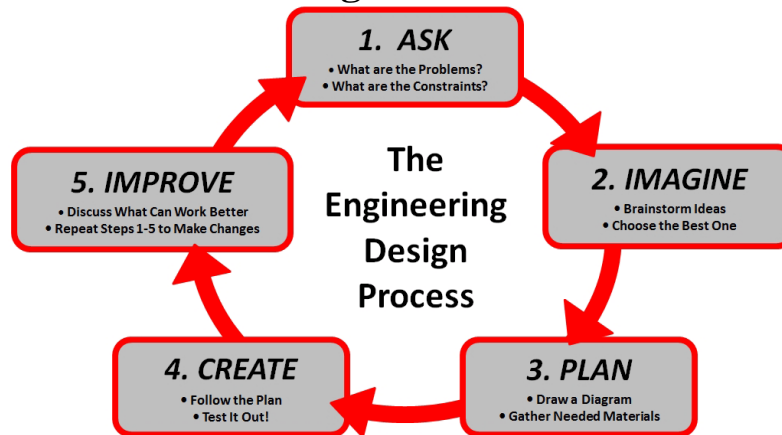 1. ASK
• What are the Problems?
• What are the Constraints?
The
Engineering
Design
Process
2. IMAGINE
• Brainstorm Ideas
• Choose the Best One
3. PLAN
• Draw a Diagram
• Gather Needed Materials
4. CREATE
• Follow the Plan
• Test It Out!
5. IMPROVE
• Discuss What Can Work Better
• Repeat Steps 1-5 to Make Changes